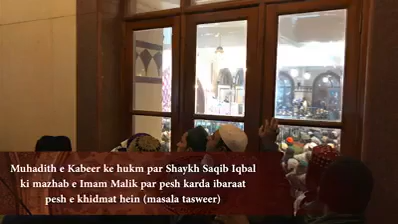 Muhadith e Kabeer ke hukm par Shaykh Saqib Iqbal
ki mazhab e Imam Malik par pesh karda ibaraat
pesh e khidmat hein (masala tasweer)